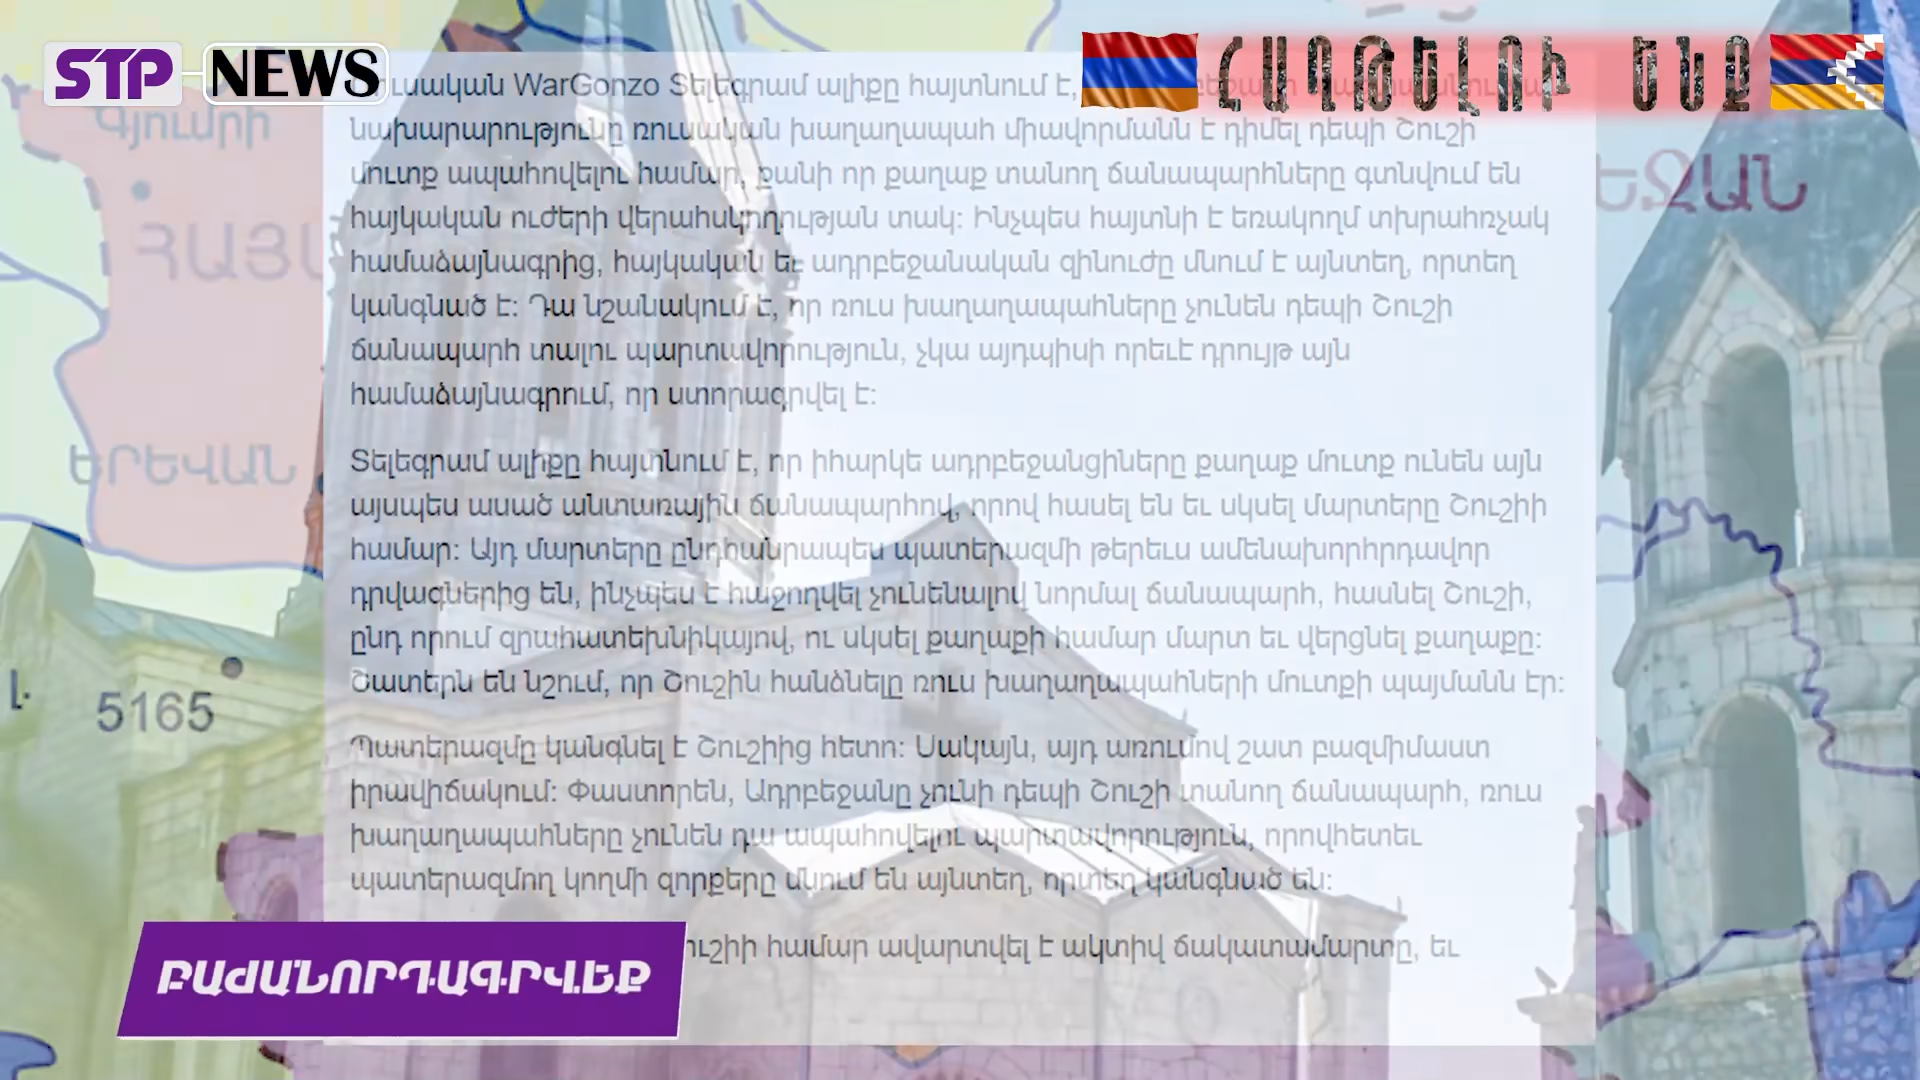 STP NEWS
ՀԱՂԹԵԼՈՒ ԵՆՔ
Գյումրի
ՀԱՅ
ԵՐԵՎԱՆ
5165
ԵՋԱՆ
WarGonzo Տելեգրամ ալիքը հայտնում է,
նախարարությունը ռուսական խաղաղապահ միավորմանն է դիմել դեպի Շուշի
մուտք ապահովելու համար, քանի որ քաղաք տանող ճանապարհները գտնվում են
հայկական ուժերի վերահսկողության տակ: Ինչպես հայտնի է եռակողմ տխրահռչակ
համաձայնագրից, հայկական եւ ադրբեջանական զինուժը մնում է այնտեղ, որտեղ
կանգնած է: Դա նշանակում է, որ ռուս խաղաղապահները չունեն դեպի Շուշի
ճանապարհ տալու պարտավորություն, չկա այդպիսի որեւէ դրույթ այն
համաձայնագրում, որ ստորագրվել է:
Տելեգրամ ալիքը հայտնում է, որ իհարկե ադրբեջանցիները քաղաք մուտք ունեն այն
այսպես ասած անտառային ճանապարհով, որով հասել են եւ սկսել մարտերը Շուշիի
համար: Այդ մարտերը ընդհանրապես պատերազմի թերեւս ամենախորհրդավոր
դրվագներից են, ինչպես է հաջողվել չունենալով նորմալ ճանապարհ, հասնել Շուշի,
ընդ որում զրահատեխնիկայով, ու սկսել քաղաքի համար մարտ եւ վերցնել քաղաքը:
Շատերն են նշում, որ Շուշին հանձնելը ռուս խաղաղապահների մուտքի պայմանն էր:
Պատերազմը կանգնել է Շուշիից հետո: Սակայն, այդ առումով շատ բազմիմաստ
իրավիճակում: Փաստորեն, Ադրբեջանը չունի դեպի Շուշի տանող ճանապարհ, ռուս
խաղաղապահները չունեն դա ապահովելու պարտավորություն, որովհետեւ
պատերազմող կողմի զորքերը մնում են այնտեղ, որտեղ կանգնած են:
համար ավարտվել է ակտիվ ճակատամարտը, եւ
ԲԱԺԱՆՈՐԴԱԳՐՎԵՔ